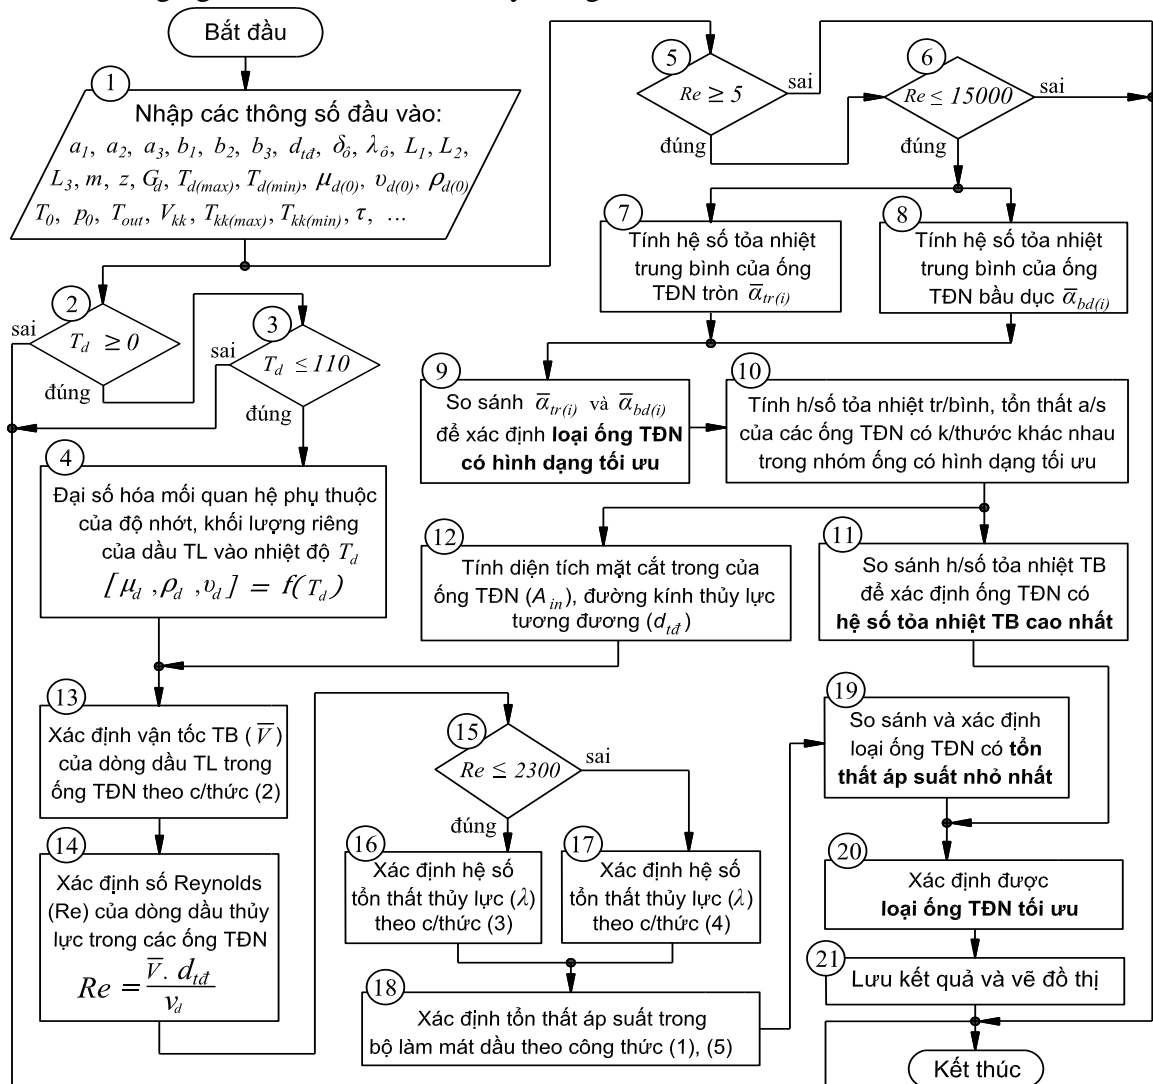 Bắt đầu
1
Nhập các thông số đầu vào:
a1, a2, a3, b1, b2, b3, dtđ, δô, λô, L1, L2,
L3, m, z, Gd, Td(max), Td(min), μd(0), υd(0), ρd(0)
T0, p0, Tout, Vkk, Tkk(max), Tkk(min), τ, ...
2
Td ≥ 0
sai
đúng
3
Td ≤ 110
sai
đúng
4
Đại số hóa mối quan hệ phụ thuộc
của độ nhớt, khối lượng riêng
của dầu TL vào nhiệt độ Td
[μd , ρd , υd] = f(Td)
5
Re ≥ 5
sai
đúng
6
Re ≤ 15000
sai
đúng
7
Tính hệ số tỏa nhiệt
trung bình của ống
TĐN tròn α̅tr(i)
8
Tính hệ số tỏa nhiệt
trung bình của ống
TĐN bầu dục α̅bd(i)
9
So sánh α̅tr(i) và α̅bd(i)
để xác định loại ống TĐN
có hình dạng tối ưu
10
Tính h/số tỏa nhiệt tr/bình, tổn thất a/s
của các ống TĐN có k/thước khác nhau
trong nhóm ống có hình dạng tối ưu
11
So sánh h/số tỏa nhiệt TB
để xác định ống TĐN có
hệ số tỏa nhiệt TB cao nhất
12
Tính diện tích mặt cắt trong của
ống TĐN (Ain), đường kính thủy lực
tương đương (dtđ)
13
Xác định vận tốc TB (V̅)
của dòng dầu TL trong
ống TĐN theo c/thức (2)
14
Xác định số Reynolds
(Re) của dòng dầu thủy
lực trong các ống TĐN
Re = V̅. dtđ / νd
15
Re ≤ 2300
sai
đúng
16
Xác định hệ số
tổn thất thủy lực (λ)
theo c/thức (3)
17
Xác định hệ số
tổn thất thủy lực (λ)
theo c/thức (4)
18
Xác định tổn thất áp suất trong
bộ làm mát dầu theo công thức (1), (5)
19
So sánh và xác định
loại ống TĐN có tổn
thất áp suất nhỏ nhất
20
Xác định được
loại ống TĐN tối ưu
21
Lưu kết quả và vẽ đồ thị
Kết thúc